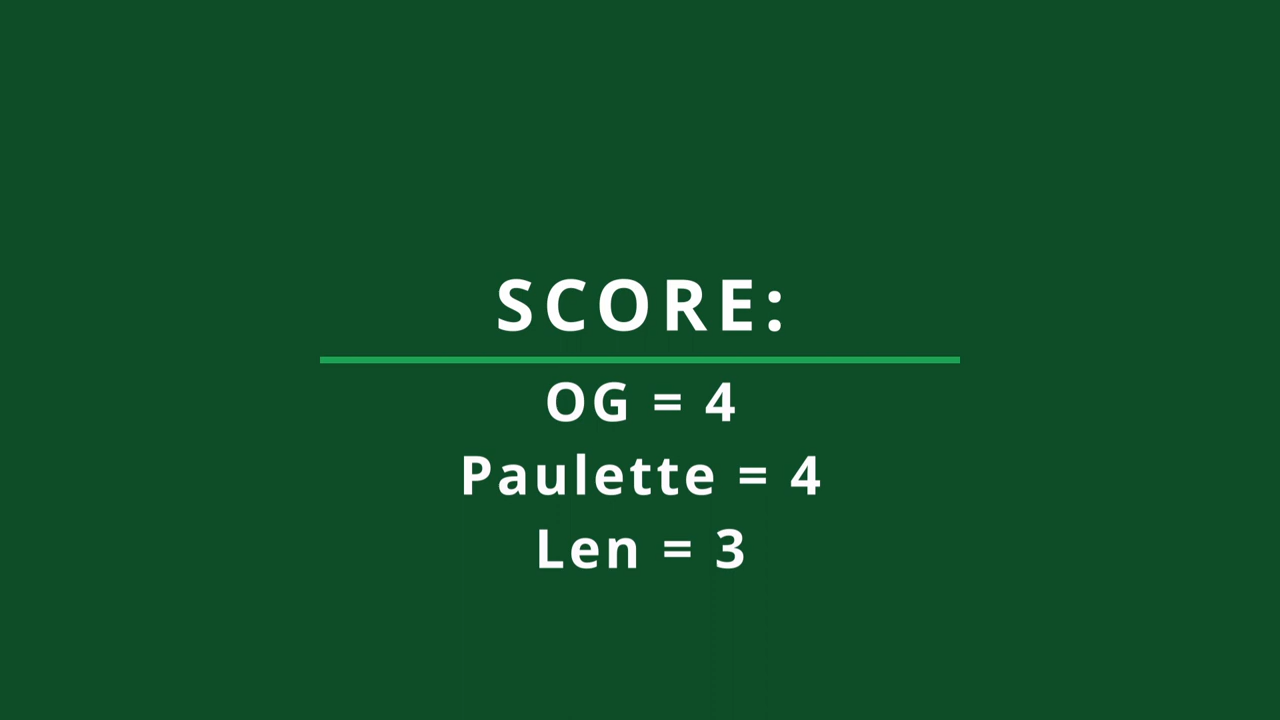 SCORE:
OG = 4
Paulette = 4
Len = 3